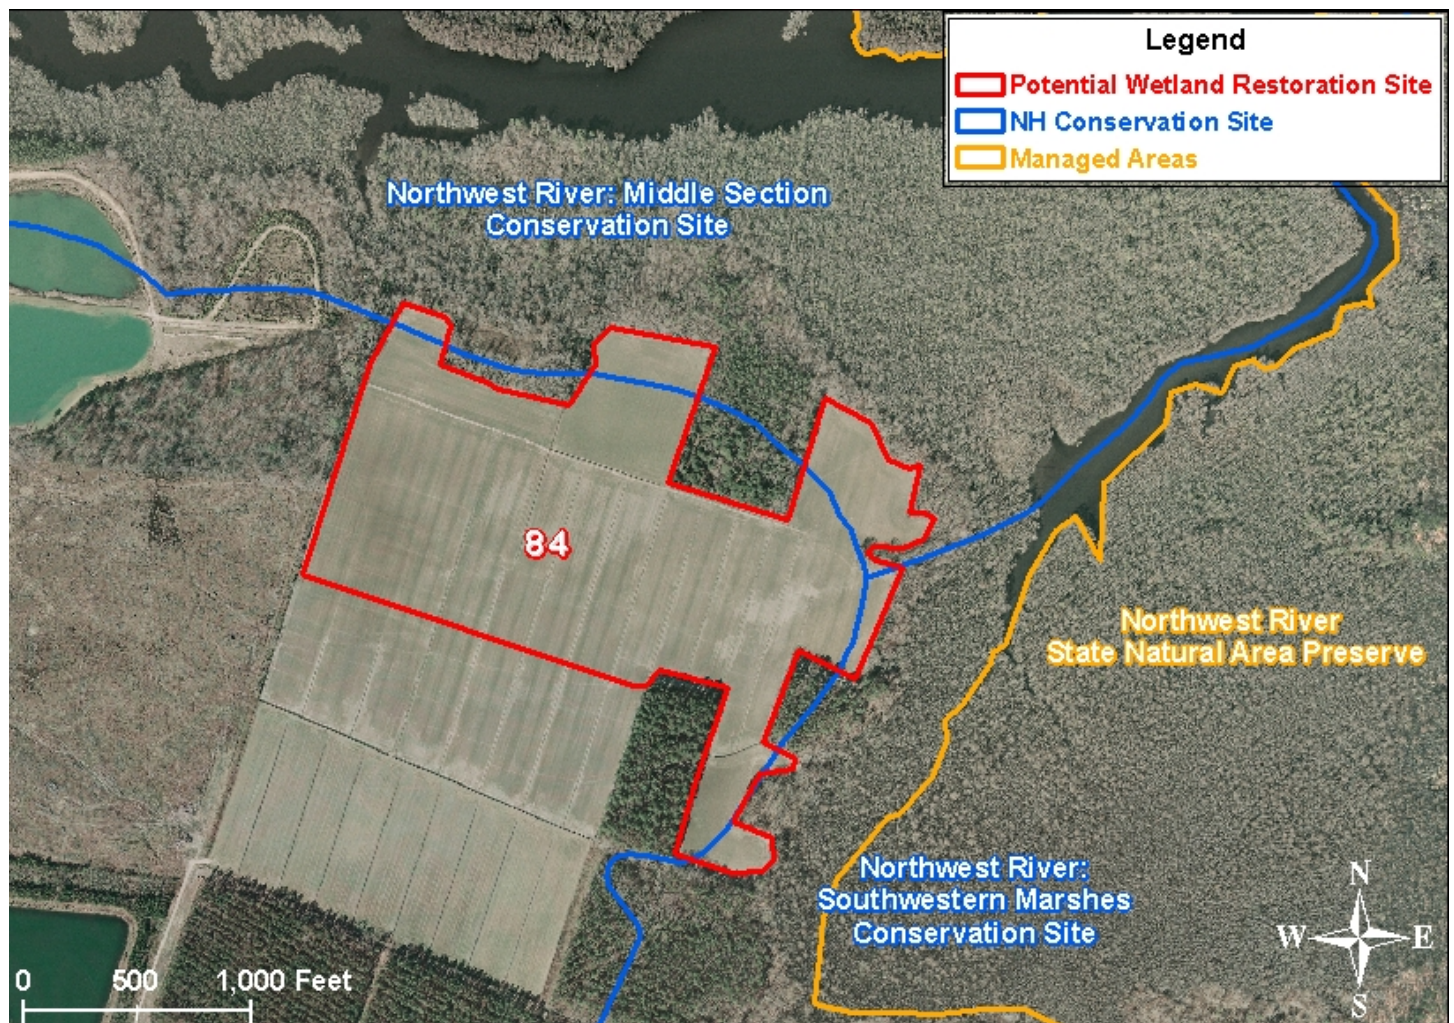 Legend
Potential Wetland Restoration Site
NH Conservation Site
Managed Areas
Northwest River: Middle Section
Conservation Site
84
Northwest River
State Natural Area Preserve
Northwest River:
Southwestern Marshes
Conservation Site
N
W E
S
0 500 1,000 Feet